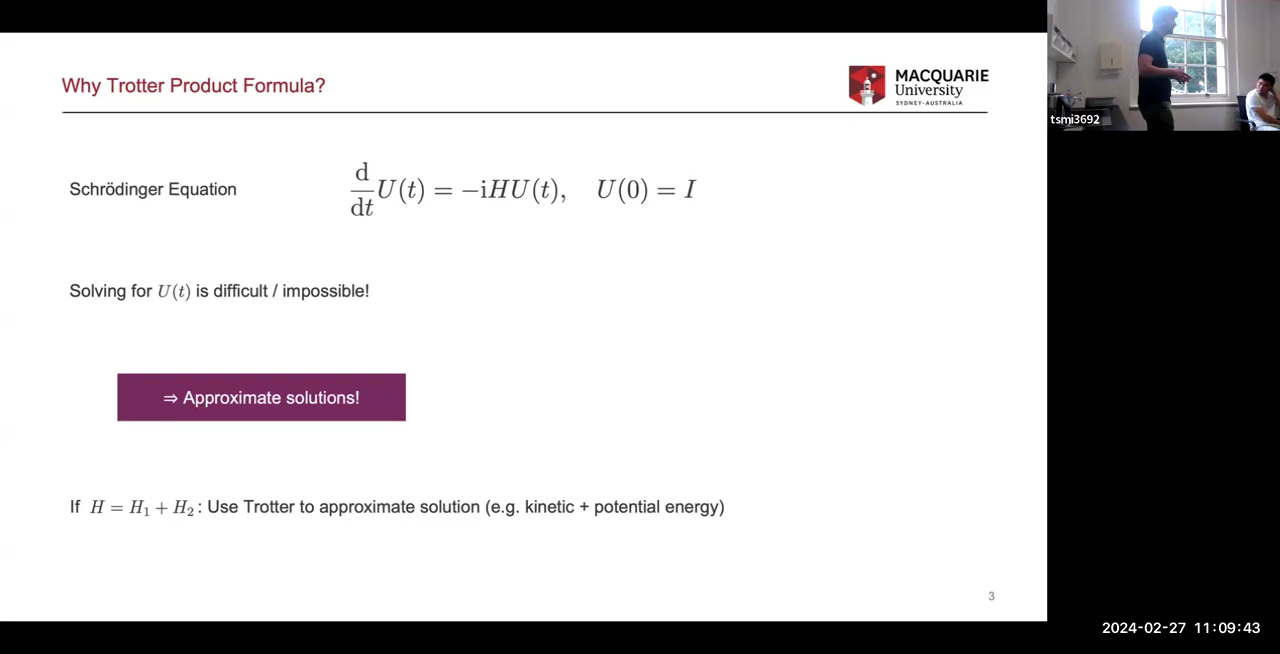 Why Trotter Product Formula?
MACQUARIE
University
SYDNEY·AUSTRALIA
tsmi3692
Schrödinger Equation
d/dt U(t) = −iHU(t), U(0) = I
Solving for U(t) is difficult / impossible!
⇒ Approximate solutions!
If H = H₁ + H₂ : Use Trotter to approximate solution (e.g. kinetic + potential energy)
3
2024-02-27 11:09:43